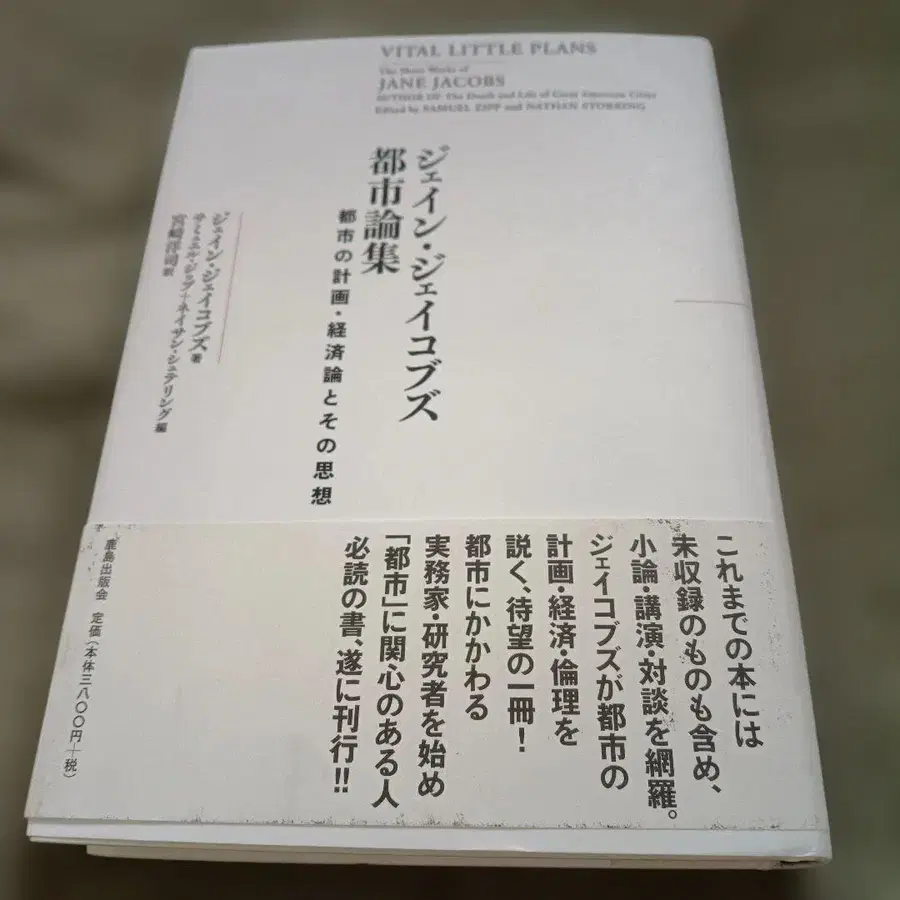 VITAL LITTLE PLANS
The Short Works of
JANE JACOBS
AUTHOR OF The Death and Life of Great American Cities
Edited by SAMUEL ZIPP and NATHAN STORRING
ジェイン・ジェイコブズ
都市論集
都市の計画・経済論とその思想
ジェイン・ジェイコブズ 著
サミュエル・ジップ+ネイサン・シュテリング 編
宮﨑洋司 訳
これまでの本には
未収録のものも含め、
小論・講演・対談を網羅。
ジェイコブズが都市の
計画・経済・倫理を
説く、待望の一冊!
都市にかかわる
実務家・研究者を始め
「都市」に関心のある人
必読の書、遂に刊行!!
鹿島出版会 定価(本体三八〇〇円+税)